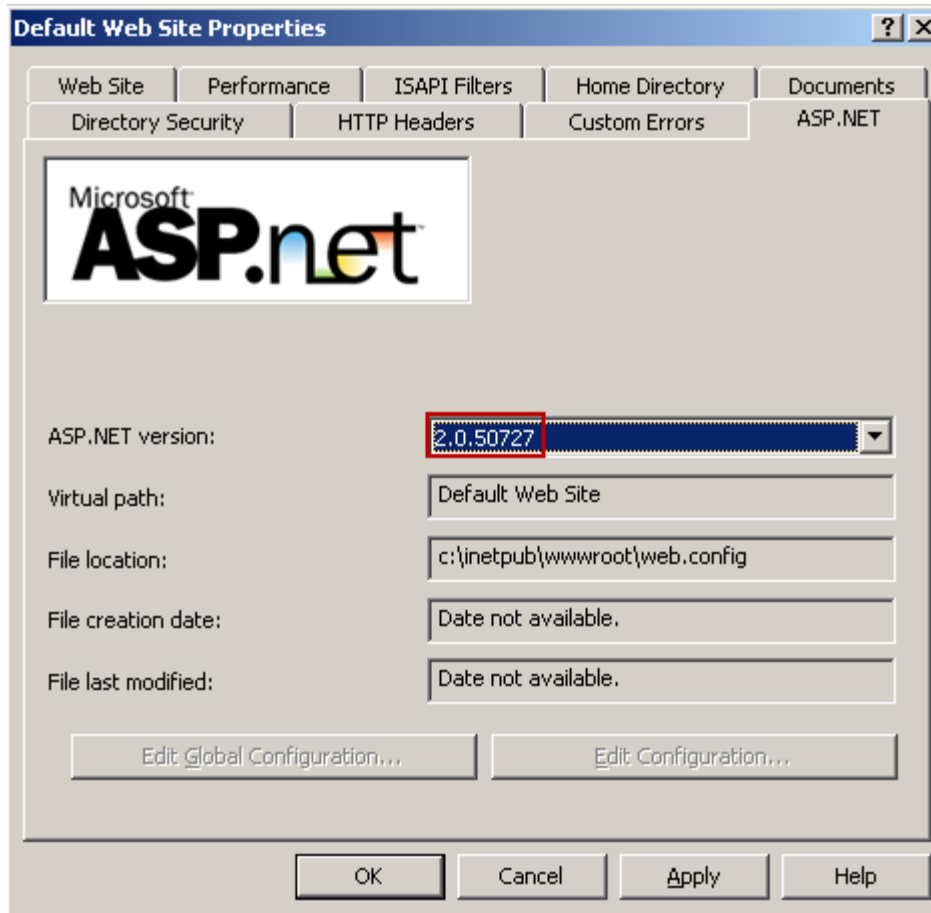 Default Web Site Properties
Web Site Performance ISAPI Filters Home Directory Documents
Directory Security HTTP Headers Custom Errors ASP.NET
Microsoft
ASP.net
ASP.NET version: 2.0.50727
Virtual path: Default Web Site
File location: c:\inetpub\wwwroot\web.config
File creation date: Date not available.
File last modified: Date not available.
Edit Global Configuration... Edit Configuration...
OK Cancel Apply Help